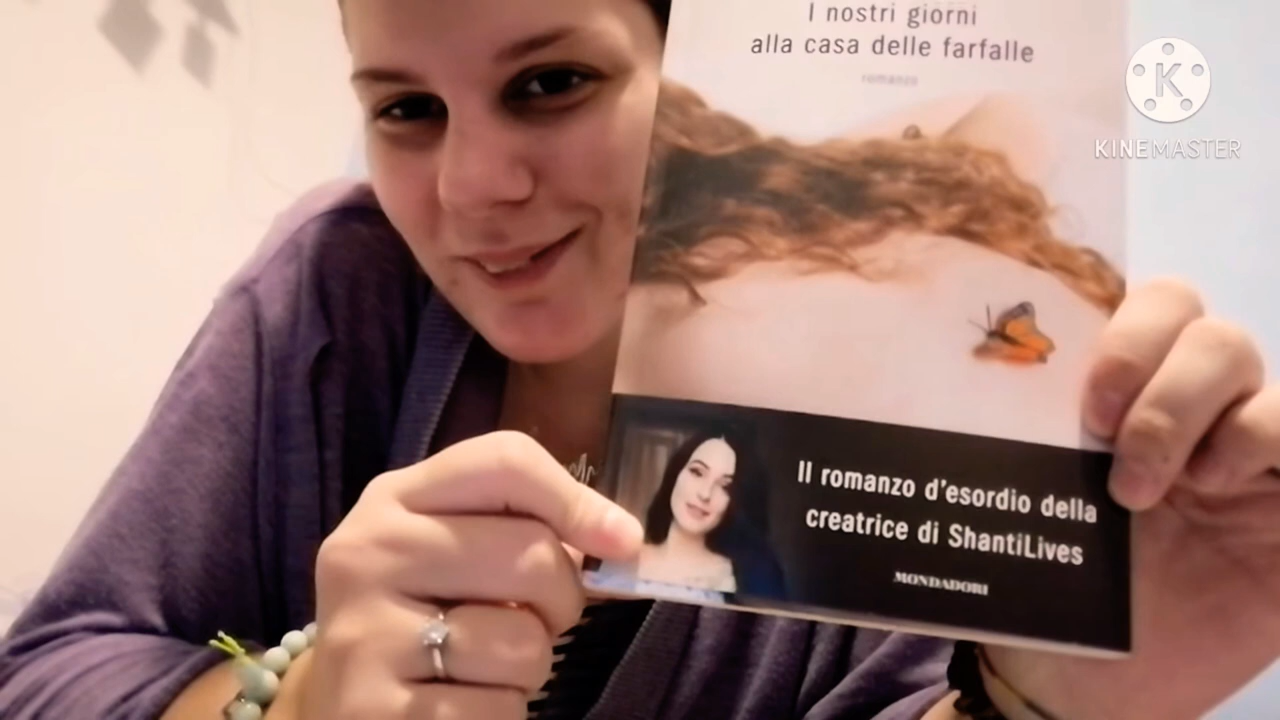 I nostri giorni
alla casa delle farfalle
romanzo
KINEMASTER
Il romanzo d'esordio della
creatrice di ShantiLives
MONDADORI